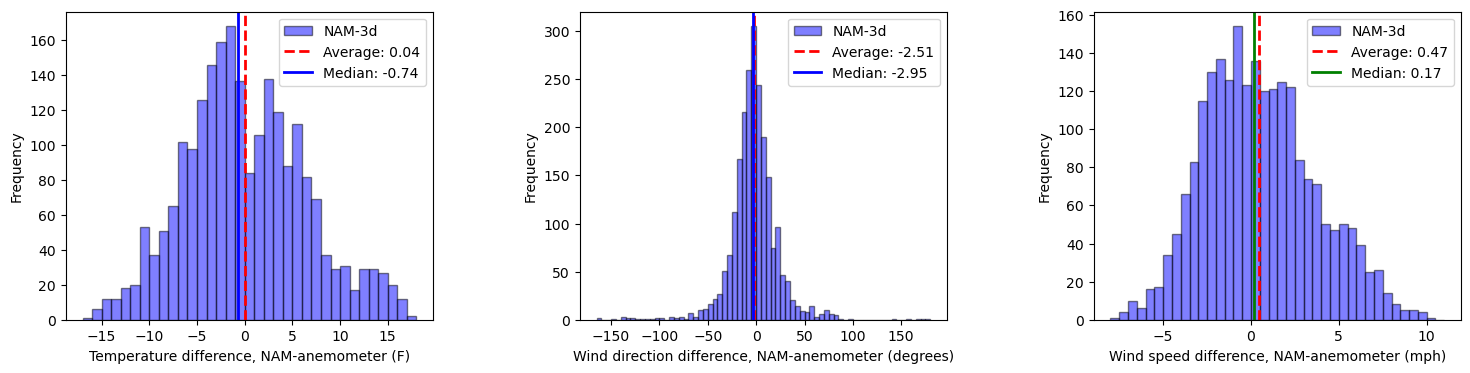 NAM-3d
Average: 0.04
Median: -0.74
160
140
120
100
80
60
40
20
0
Frequency
−15
−10
−5
0
5
10
15
Temperature difference, NAM-anemometer (F)
NAM-3d
Average: -2.51
Median: -2.95
300
250
200
150
100
50
0
Frequency
−150
−100
−50
0
50
100
150
Wind direction difference, NAM-anemometer (degrees)
NAM-3d
Average: 0.47
Median: 0.17
160
140
120
100
80
60
40
20
0
Frequency
−5
0
5
10
Wind speed difference, NAM-anemometer (mph)